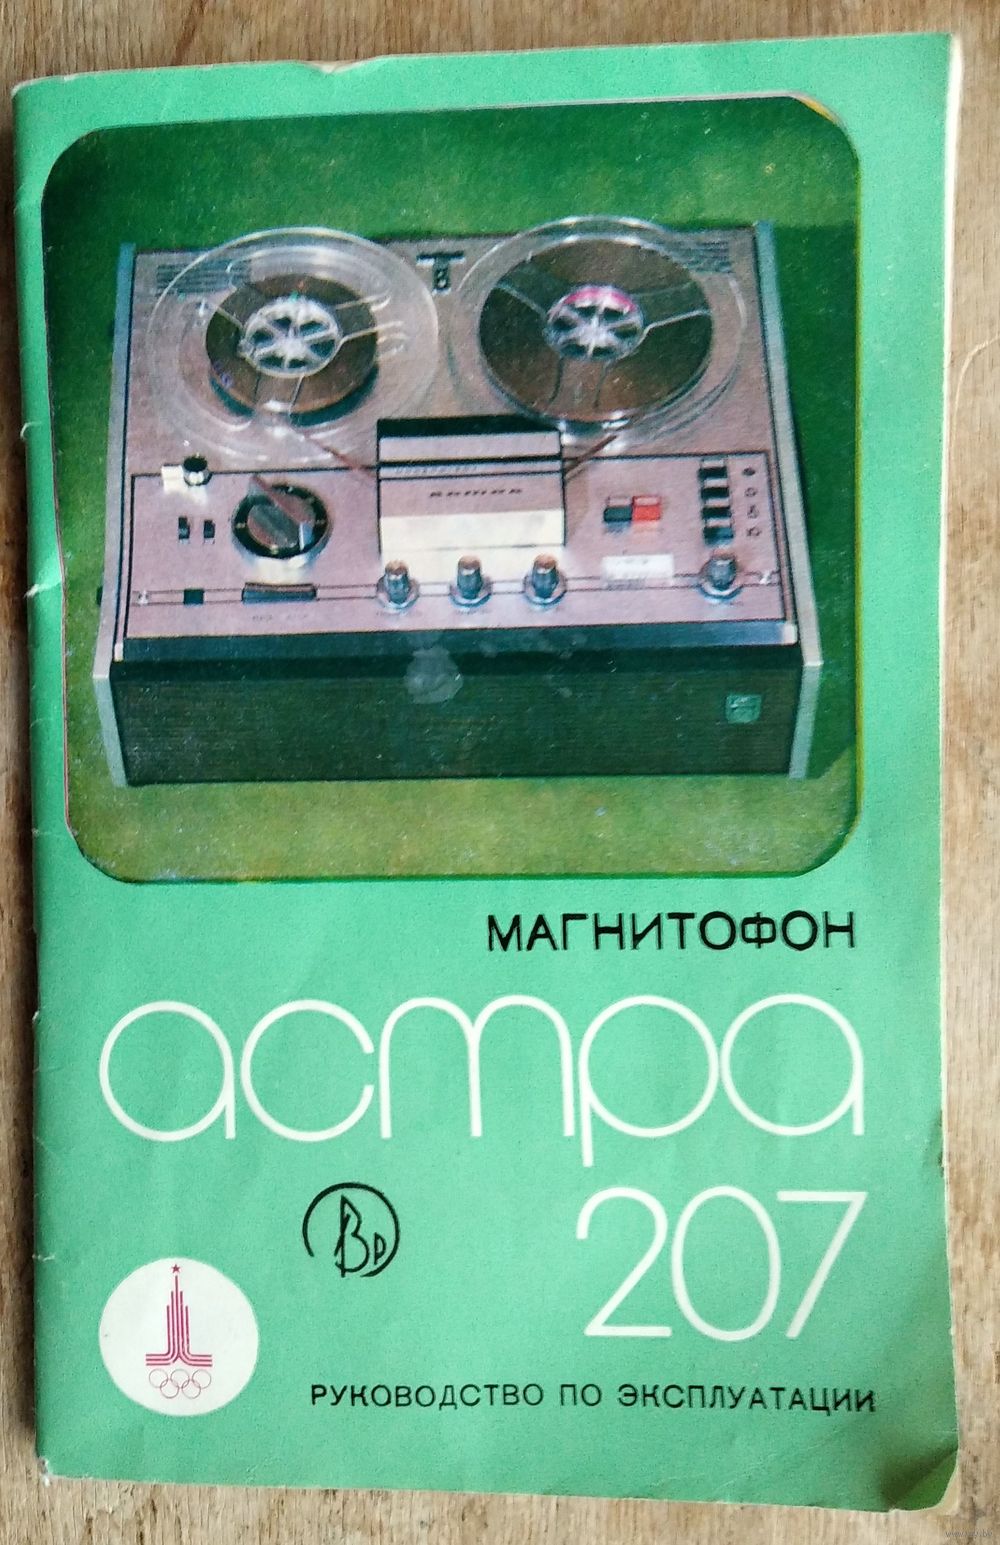 МАГНИТОФОН
астра
207
РУКОВОДСТВО ПО ЭКСПЛУАТАЦИИ